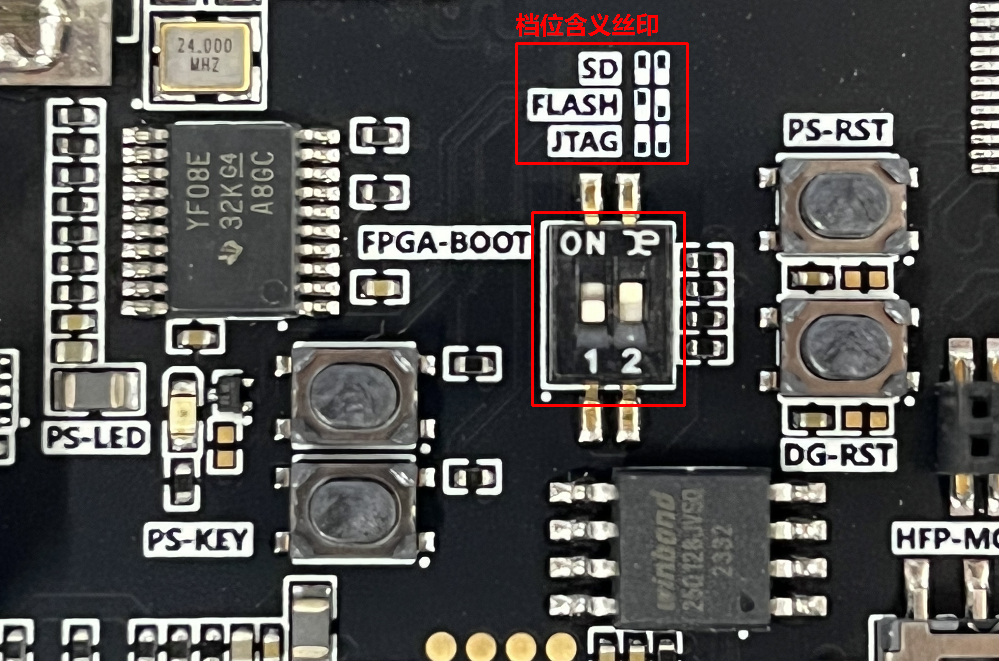 档位含义丝印
24.000
MHZ
SD
FLASH
JTAG
PS-RST
YF08E
32KG4
A8GC
FPGA-BOOT
ON
1 2
PS-LED
DG-RST
PS-KEY
winbond
25Q128JVSQ
2332
HFP-MO